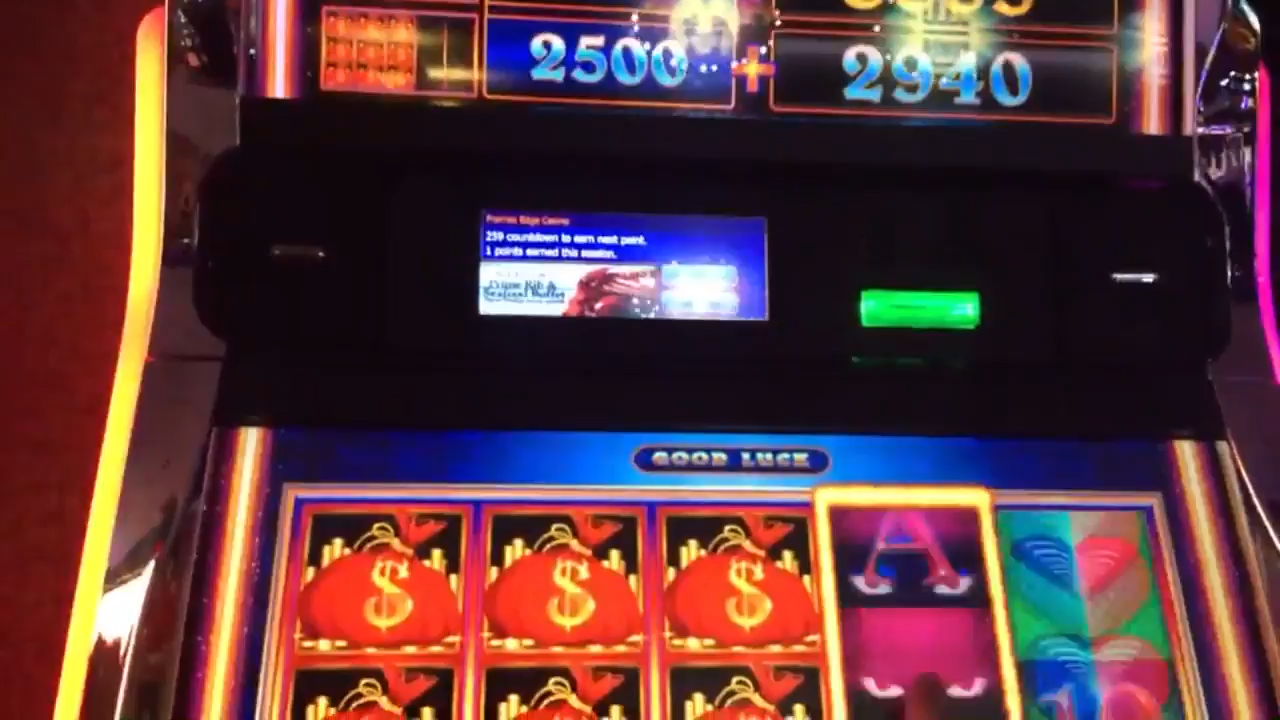 2500 + 2940
259 countdown to earn next point.
1 points earned this session.
Prime Rib &
Seafood Buffet
GOOD LUCK
$ $ $ A